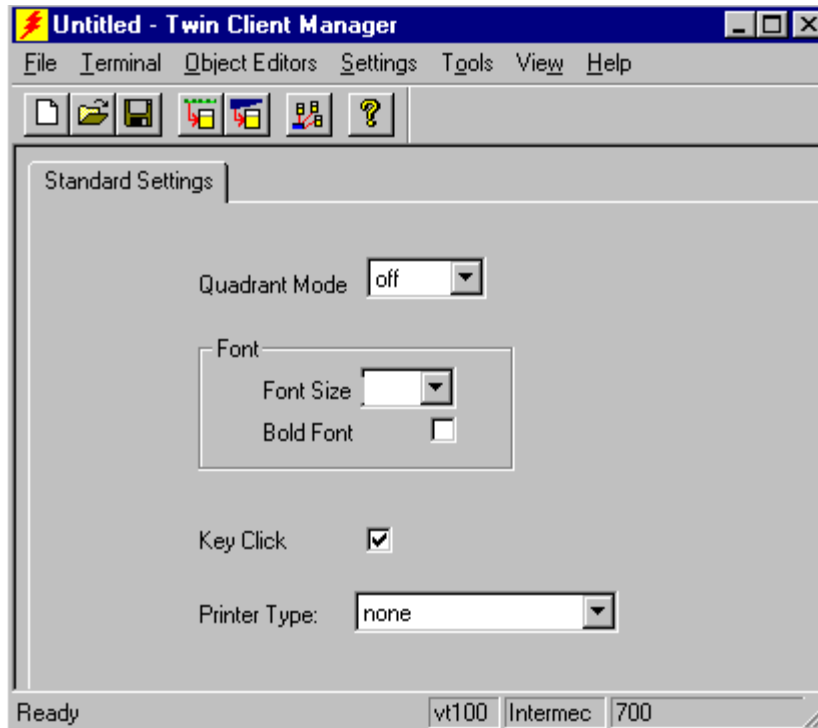 Untitled - Twin Client Manager
File Terminal Object Editors Settings Tools View Help
Standard Settings
Quadrant Mode off
Font
Font Size
Bold Font
Key Click
Printer Type: none
Ready vt100 Intermec 700